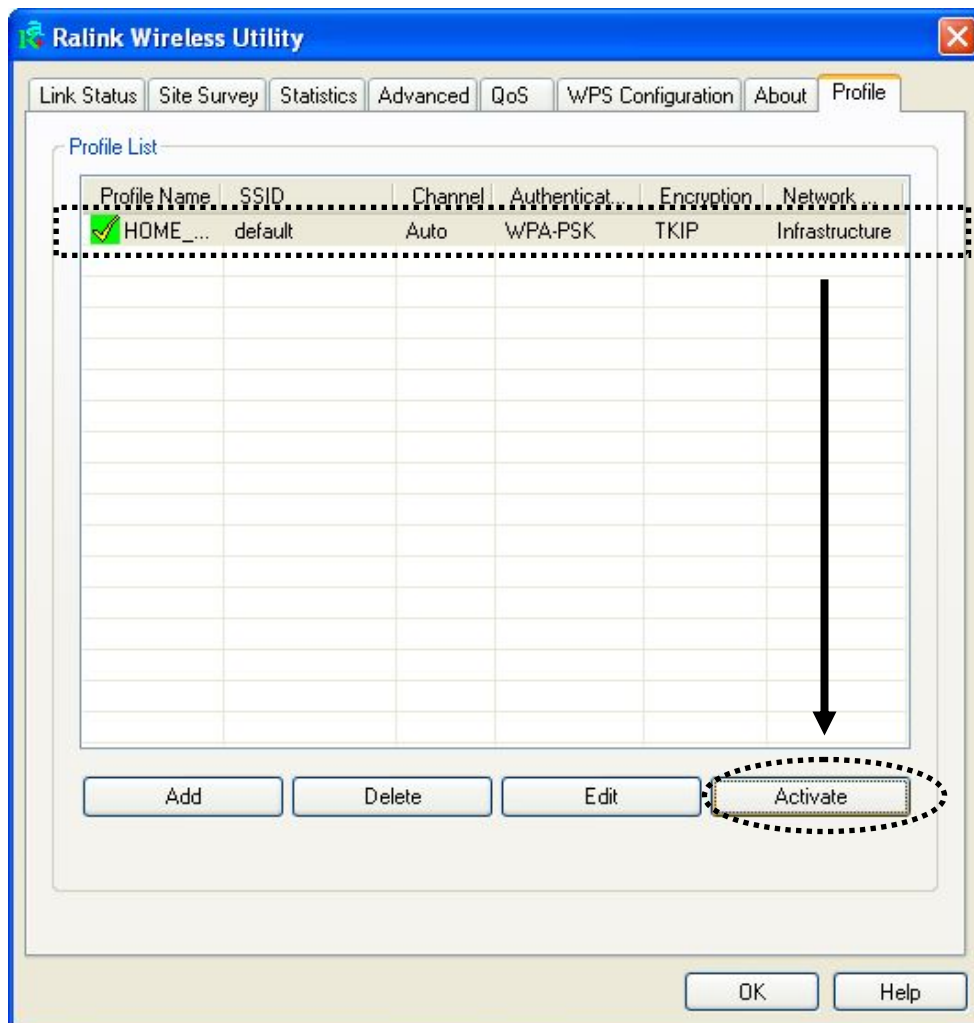 Ralink Wireless Utility
Link Status Site Survey Statistics Advanced QoS WPS Configuration About Profile
Profile List
Profile Name SSID Channel Authenticat... Encryption Network ...
HOME_... default Auto WPA-PSK TKIP Infrastructure
Add Delete Edit Activate
OK Help